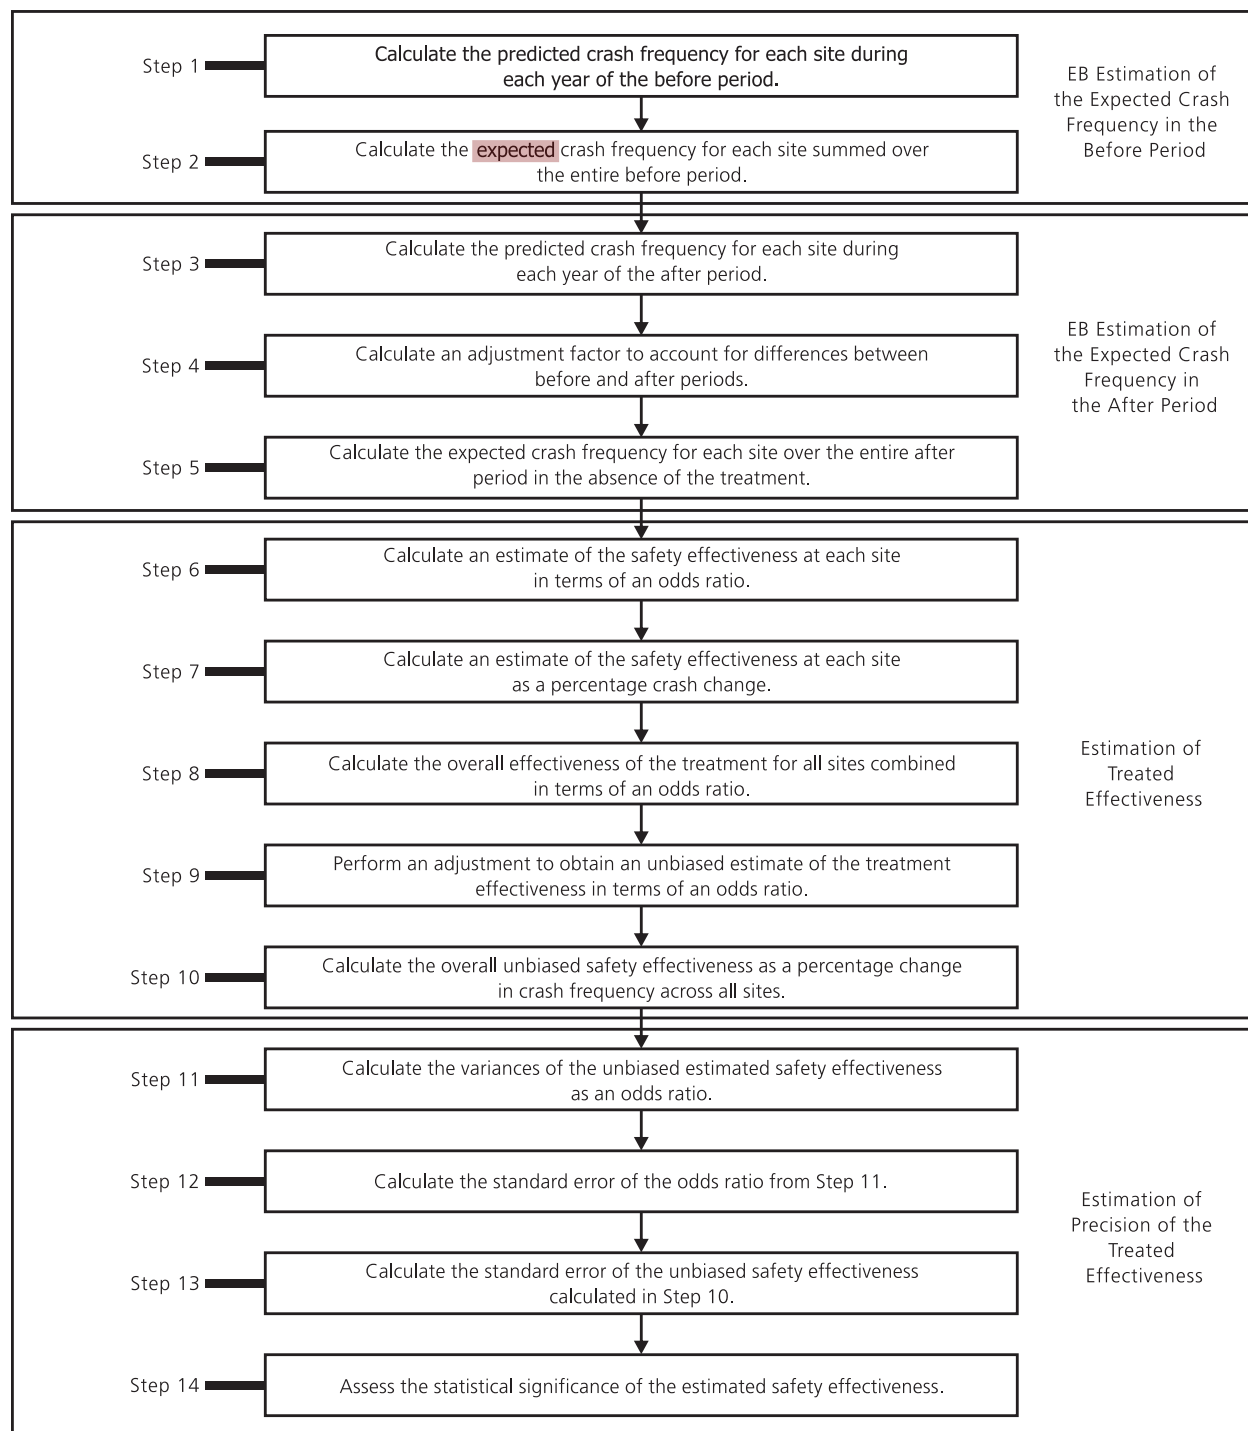 Step 1
Calculate the predicted crash frequency for each site during
each year of the before period.
Step 2
Calculate the expected crash frequency for each site summed over
the entire before period.
EB Estimation of
the Expected Crash
Frequency in the
Before Period
Step 3
Calculate the predicted crash frequency for each site during
each year of the after period.
Step 4
Calculate an adjustment factor to account for differences between
before and after periods.
Step 5
Calculate the expected crash frequency for each site over the entire after
period in the absence of the treatment.
EB Estimation of
the Expected Crash
Frequency in
the After Period
Step 6
Calculate an estimate of the safety effectiveness at each site
in terms of an odds ratio.
Step 7
Calculate an estimate of the safety effectiveness at each site
as a percentage crash change.
Step 8
Calculate the overall effectiveness of the treatment for all sites combined
in terms of an odds ratio.
Step 9
Perform an adjustment to obtain an unbiased estimate of the treatment
effectiveness in terms of an odds ratio.
Step 10
Calculate the overall unbiased safety effectiveness as a percentage change
in crash frequency across all sites.
Estimation of
Treated
Effectiveness
Step 11
Calculate the variances of the unbiased estimated safety effectiveness
as an odds ratio.
Step 12
Calculate the standard error of the odds ratio from Step 11.
Step 13
Calculate the standard error of the unbiased safety effectiveness
calculated in Step 10.
Step 14
Assess the statistical significance of the estimated safety effectiveness.
Estimation of
Precision of the
Treated
Effectiveness